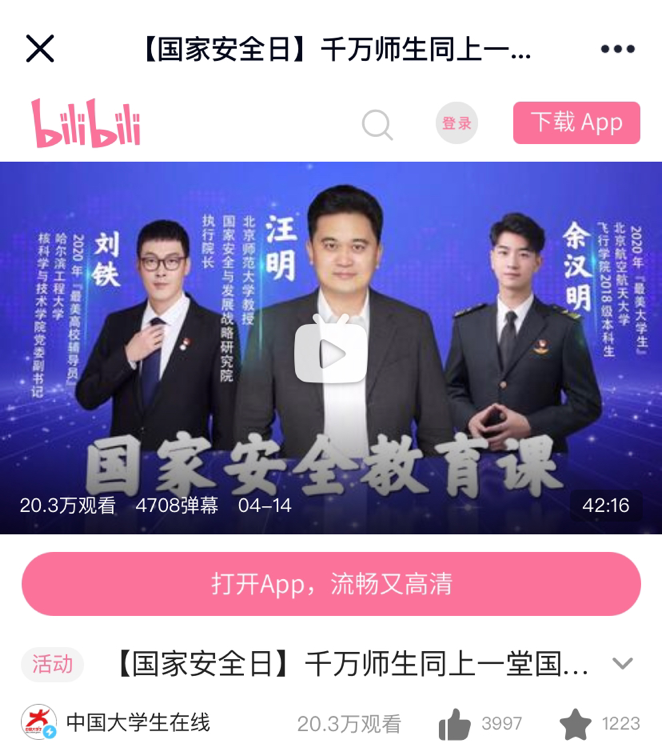 【国家安全日】千万师生同上一...
bilibili
登录
下载 App
刘铁
2020年『最美高校辅导员』
哈尔滨工程大学
核科学与技术学院党委副书记
汪明
北京师范大学教授
国家安全与发展战略研究院
执行院长
余汉明
2020年『最美大学生』
北京航空航天大学
飞行学院2018级本科生
国家安全教育课
20.3万观看 4708弹幕 04-14 42:16
打开App，流畅又高清
活动 【国家安全日】千万师生同上一堂国...
中国大学生在线 20.3万观看 3997 1223